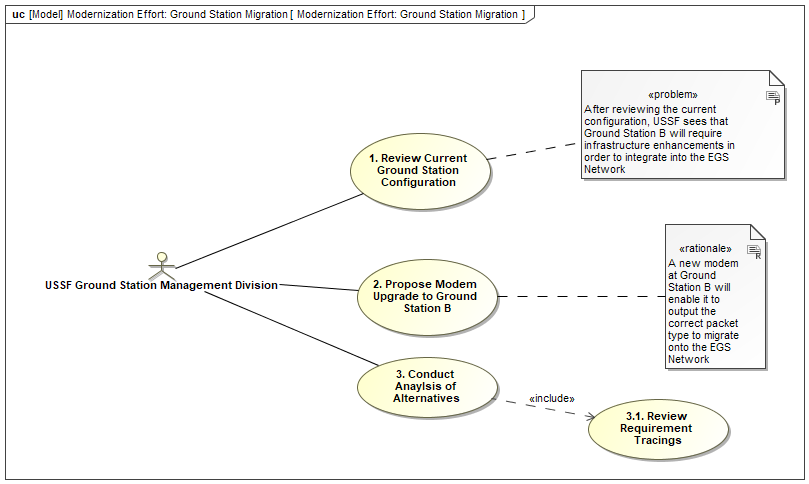 uc [Model] Modernization Effort: Ground Station Migration [ Modernization Effort: Ground Station Migration ]
«problem»
After reviewing the current
configuration, USSF sees that
Ground Station B will require
infrastructure enhancements in
order to integrate into the EGS
Network
1. Review Current
Ground Station
Configuration
«rationale»
A new modem
at Ground
Station B will
enable it to
output the
correct packet
type to migrate
onto the EGS
Network
USSF Ground Station Management Division
2. Propose Modem
Upgrade to Ground
Station B
3. Conduct
Anaylsis of
Alternatives
«include»
3.1. Review
Requirement
Tracings